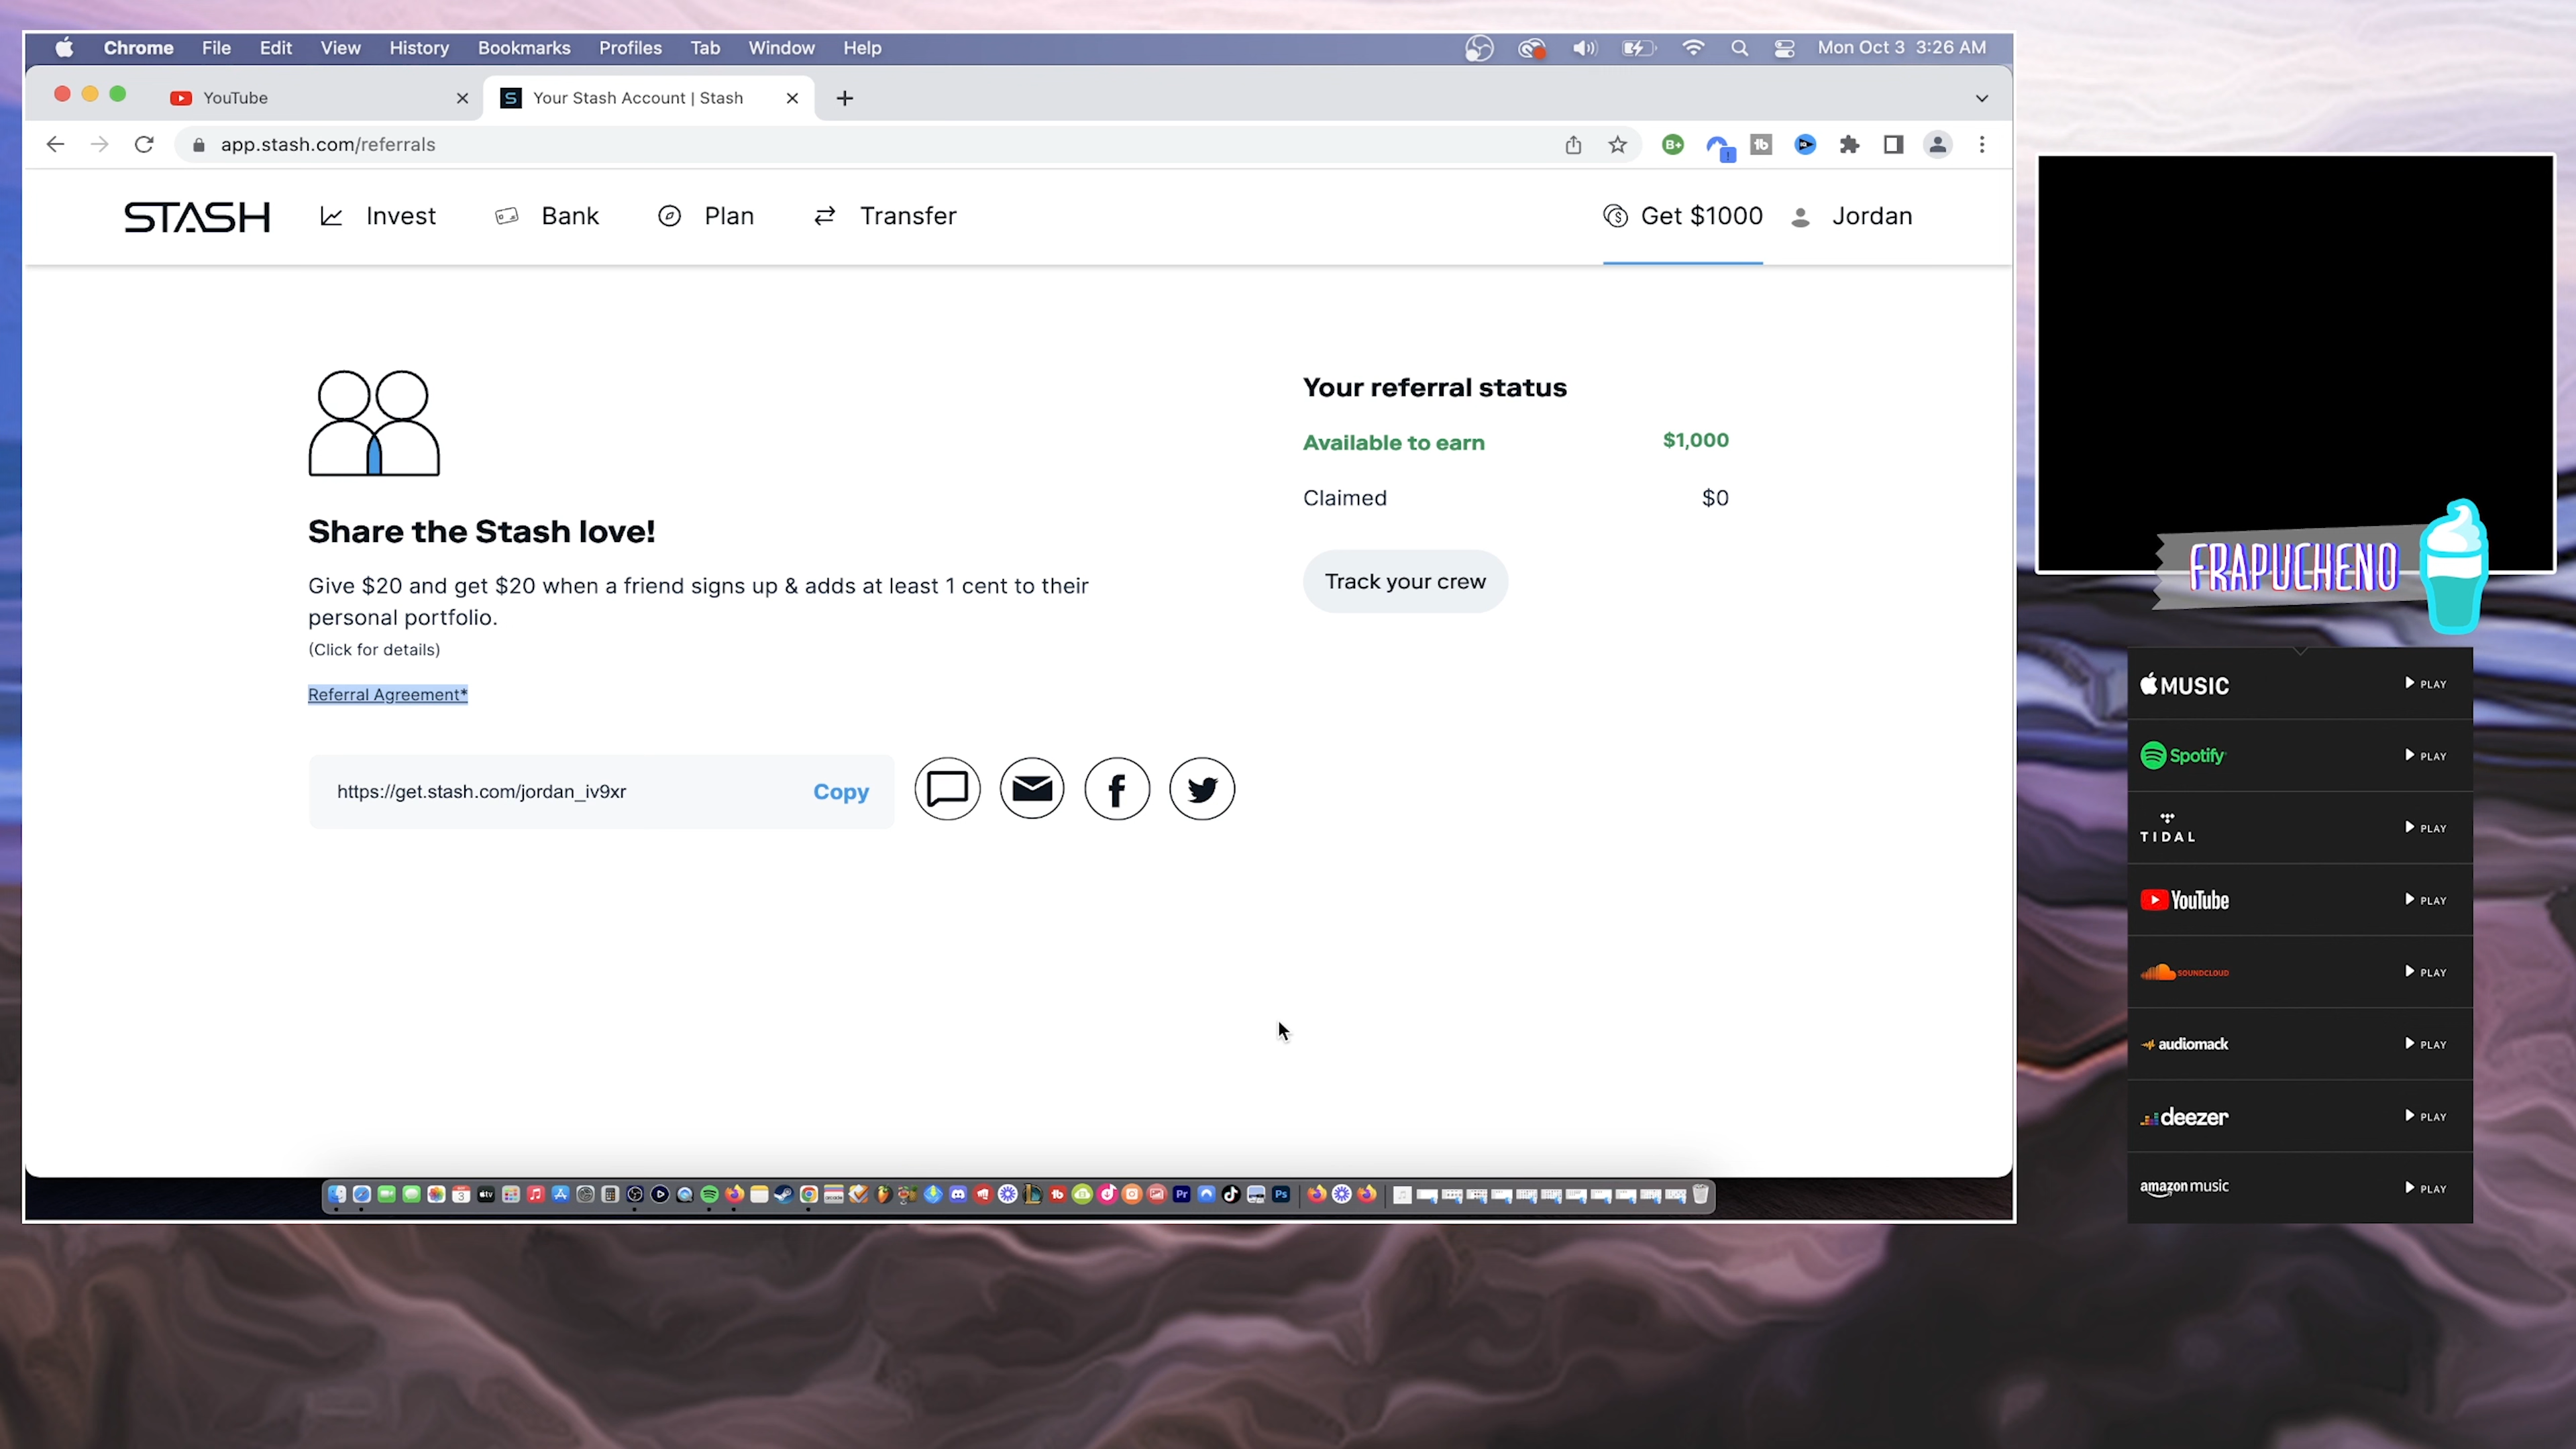 Chrome File Edit View History Bookmarks Profiles Tab Window Help
Mon Oct 3 3:26 AM
YouTube
Your Stash Account | Stash
app.stash.com/referrals
STASH
Invest
Bank
Plan
Transfer
Get $1000
Jordan
Share the Stash love!
Give $20 and get $20 when a friend signs up & adds at least 1 cent to their
personal portfolio.
(Click for details)
Referral Agreement*
https://get.stash.com/jordan_iv9xr
Copy
Your referral status
Available to earn $1,000
Claimed $0
Track your crew
FRAPUCHENO
MUSIC PLAY
Spotify PLAY
TIDAL PLAY
YouTube PLAY
SOUNDCLOUD PLAY
audiomack PLAY
deezer PLAY
amazon music PLAY